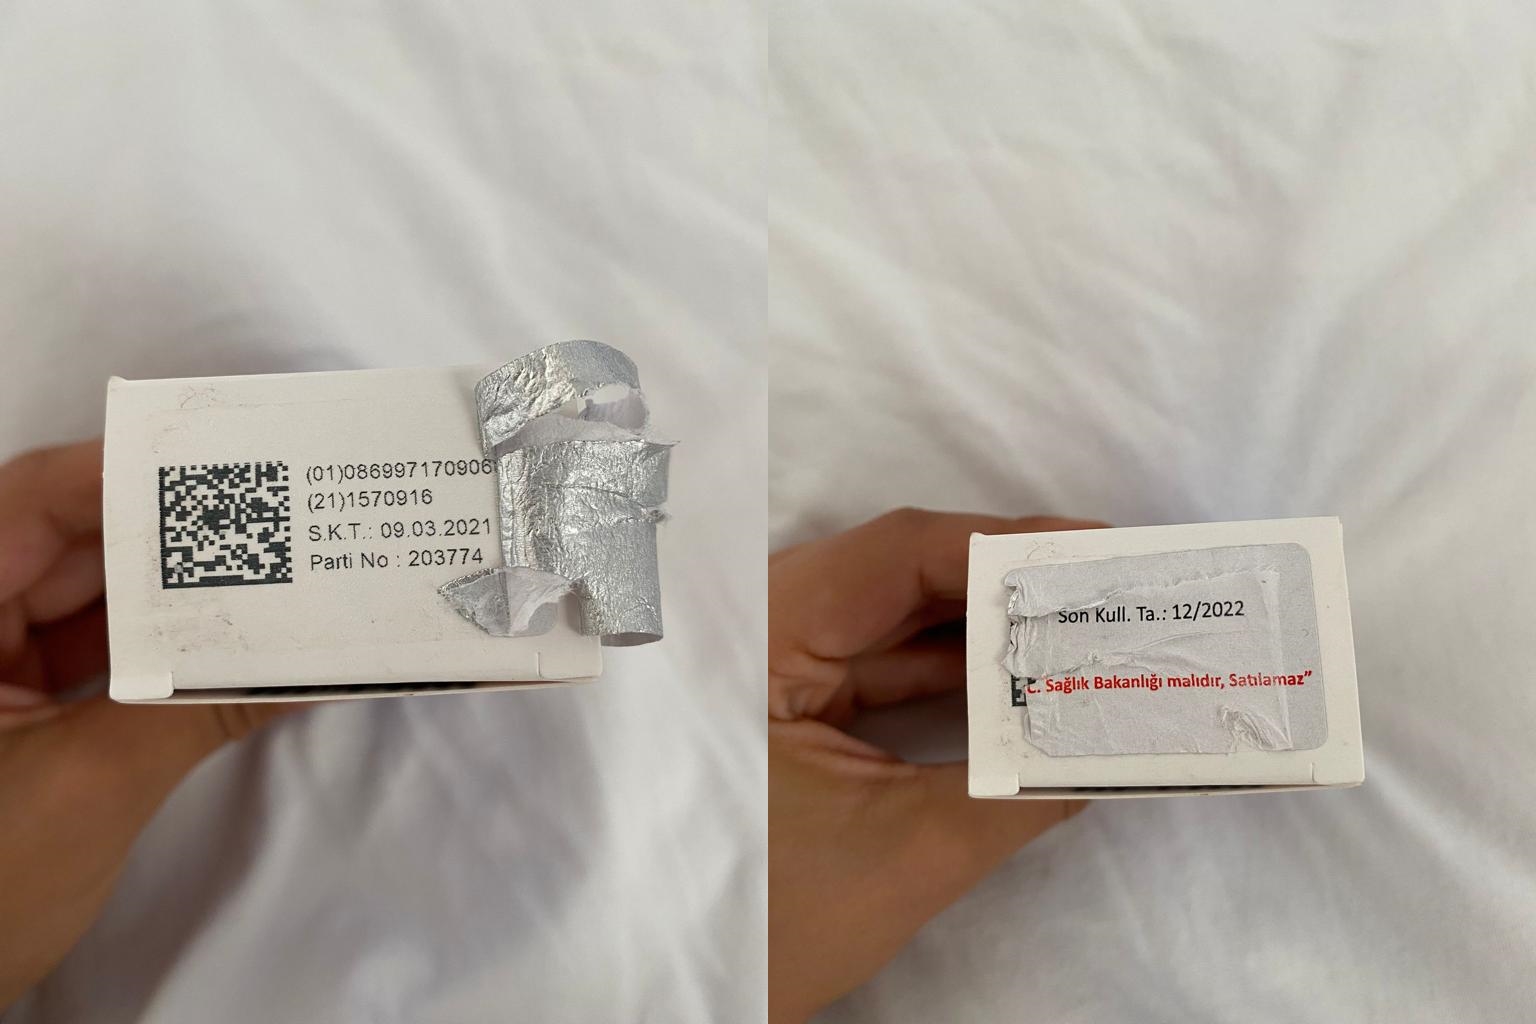 (01)086997170906
(21)1570916
S.K.T.: 09.03.2021
Parti No : 203774
Son Kull. Ta.: 12/2022
C. Sağlık Bakanlığı malıdır, Satılamaz”